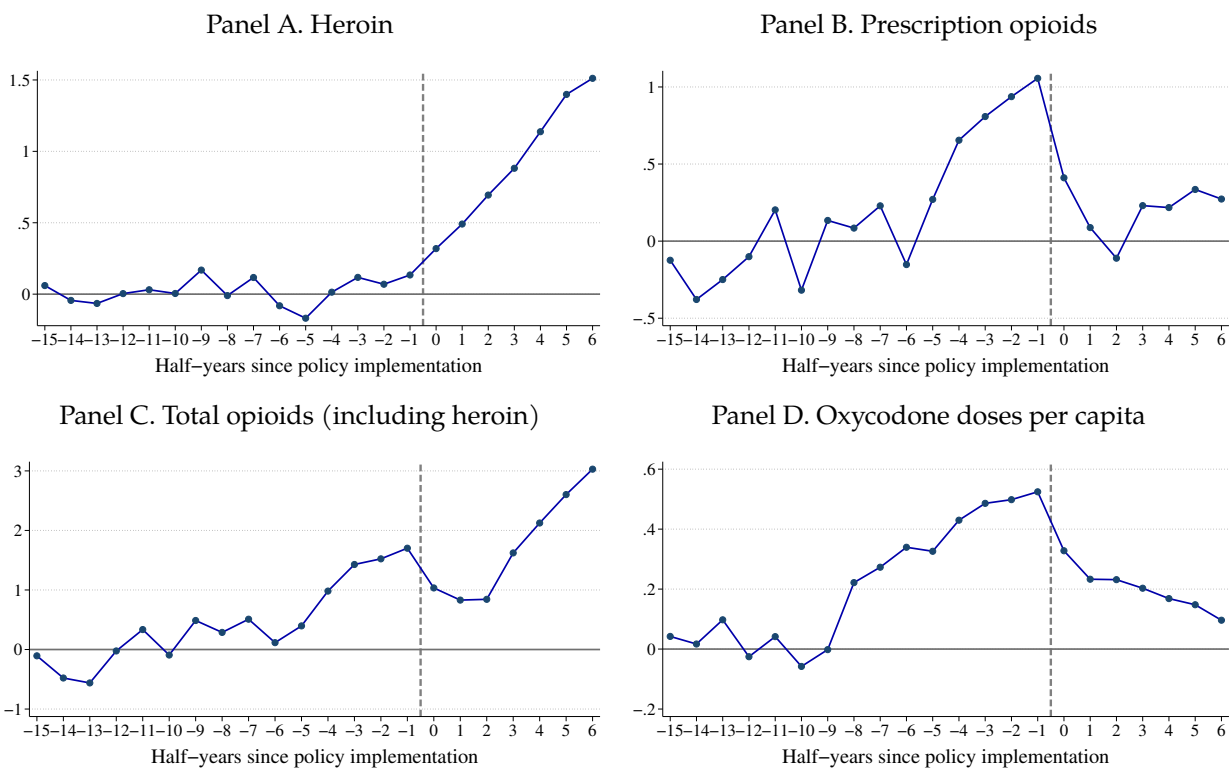 Panel A. Heroin
1.5
1
.5
0
−15−14−13−12−11−10 −9 −8 −7 −6 −5 −4 −3 −2 −1 0 1 2 3 4 5 6
Half−years since policy implementation
Panel B. Prescription opioids
1
.5
0
−.5
−15−14−13−12−11−10 −9 −8 −7 −6 −5 −4 −3 −2 −1 0 1 2 3 4 5 6
Half−years since policy implementation
Panel C. Total opioids (including heroin)
3
2
1
0
−1
−15−14−13−12−11−10 −9 −8 −7 −6 −5 −4 −3 −2 −1 0 1 2 3 4 5 6
Half−years since policy implementation
Panel D. Oxycodone doses per capita
.6
.4
.2
0
−.2
−15−14−13−12−11−10 −9 −8 −7 −6 −5 −4 −3 −2 −1 0 1 2 3 4 5 6
Half−years since policy implementation